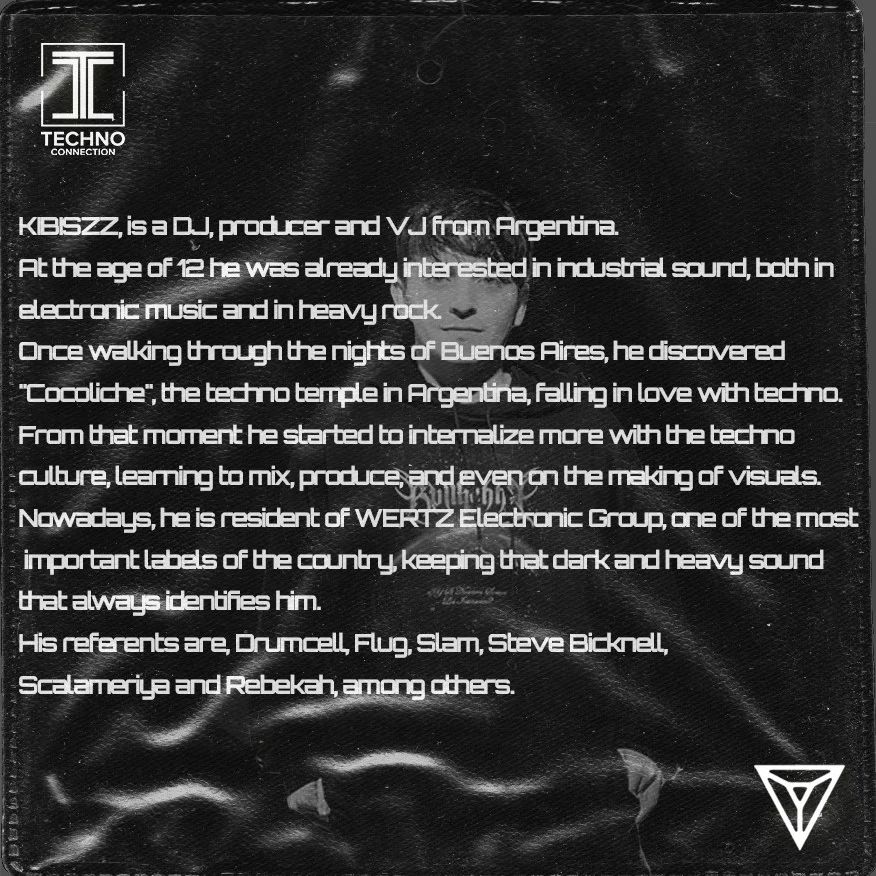 TECHNO
CONNECTION
KIBISZZ, is a DJ, producer and VJ from Argentina.
At the age of 12 he was already interested in industrial sound, both in
electronic music and in heavy rock.
Once walking through the nights of Buenos Aires, he discovered
"Cocoliche", the techno temple in Argentina, falling in love with techno.
From that moment he started to internalize more with the techno
culture, learning to mix, produce, and even on the making of visuals.
Nowadays, he is resident of WERTZ Electronic Group, one of the most
important labels of the country, keeping that dark and heavy sound
that always identifies him.
His referents are, Drumcell, Flug, Slam, Steve Bicknell,
Scalameriya and Rebekah, among others.